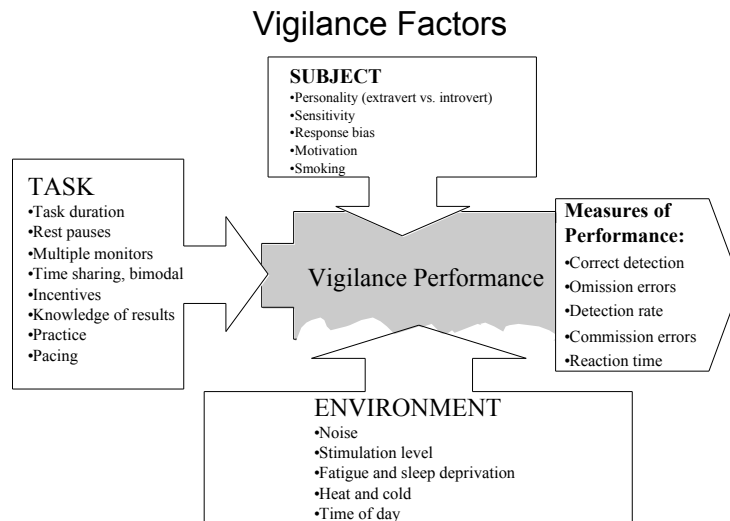 Vigilance Factors
SUBJECT
•Personality (extravert vs. introvert)
•Sensitivity
•Response bias
•Motivation
•Smoking
TASK
•Task duration
•Rest pauses
•Multiple monitors
•Time sharing, bimodal
•Incentives
•Knowledge of results
•Practice
•Pacing
Vigilance Performance
Measures of
Performance:
•Correct detection
•Omission errors
•Detection rate
•Commission errors
•Reaction time
ENVIRONMENT
•Noise
•Stimulation level
•Fatigue and sleep deprivation
•Heat and cold
•Time of day